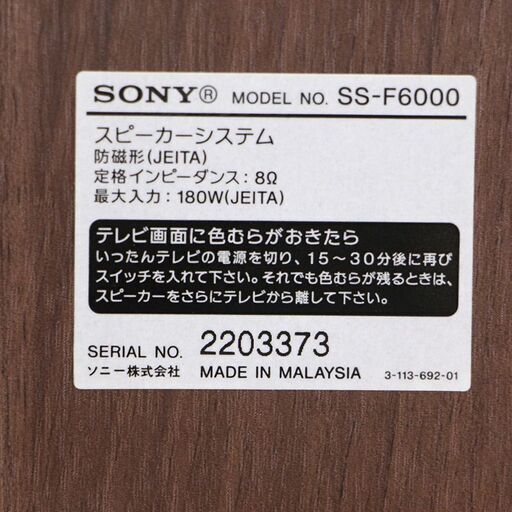 SONY® MODEL NO. SS-F6000
スピーカーシステム
防磁形(JEITA)
定格インピーダンス:8Ω
最大入力:180W(JEITA)
テレビ画面に色むらがおきたら
いったんテレビの電源を切り、15～30分後に再び
スイッチを入れて下さい。それでも色むらが残るときは、
スピーカーをさらにテレビから離して下さい。
SERIAL NO. 2203373
ソニー株式会社 MADE IN MALAYSIA 3-113-692-01